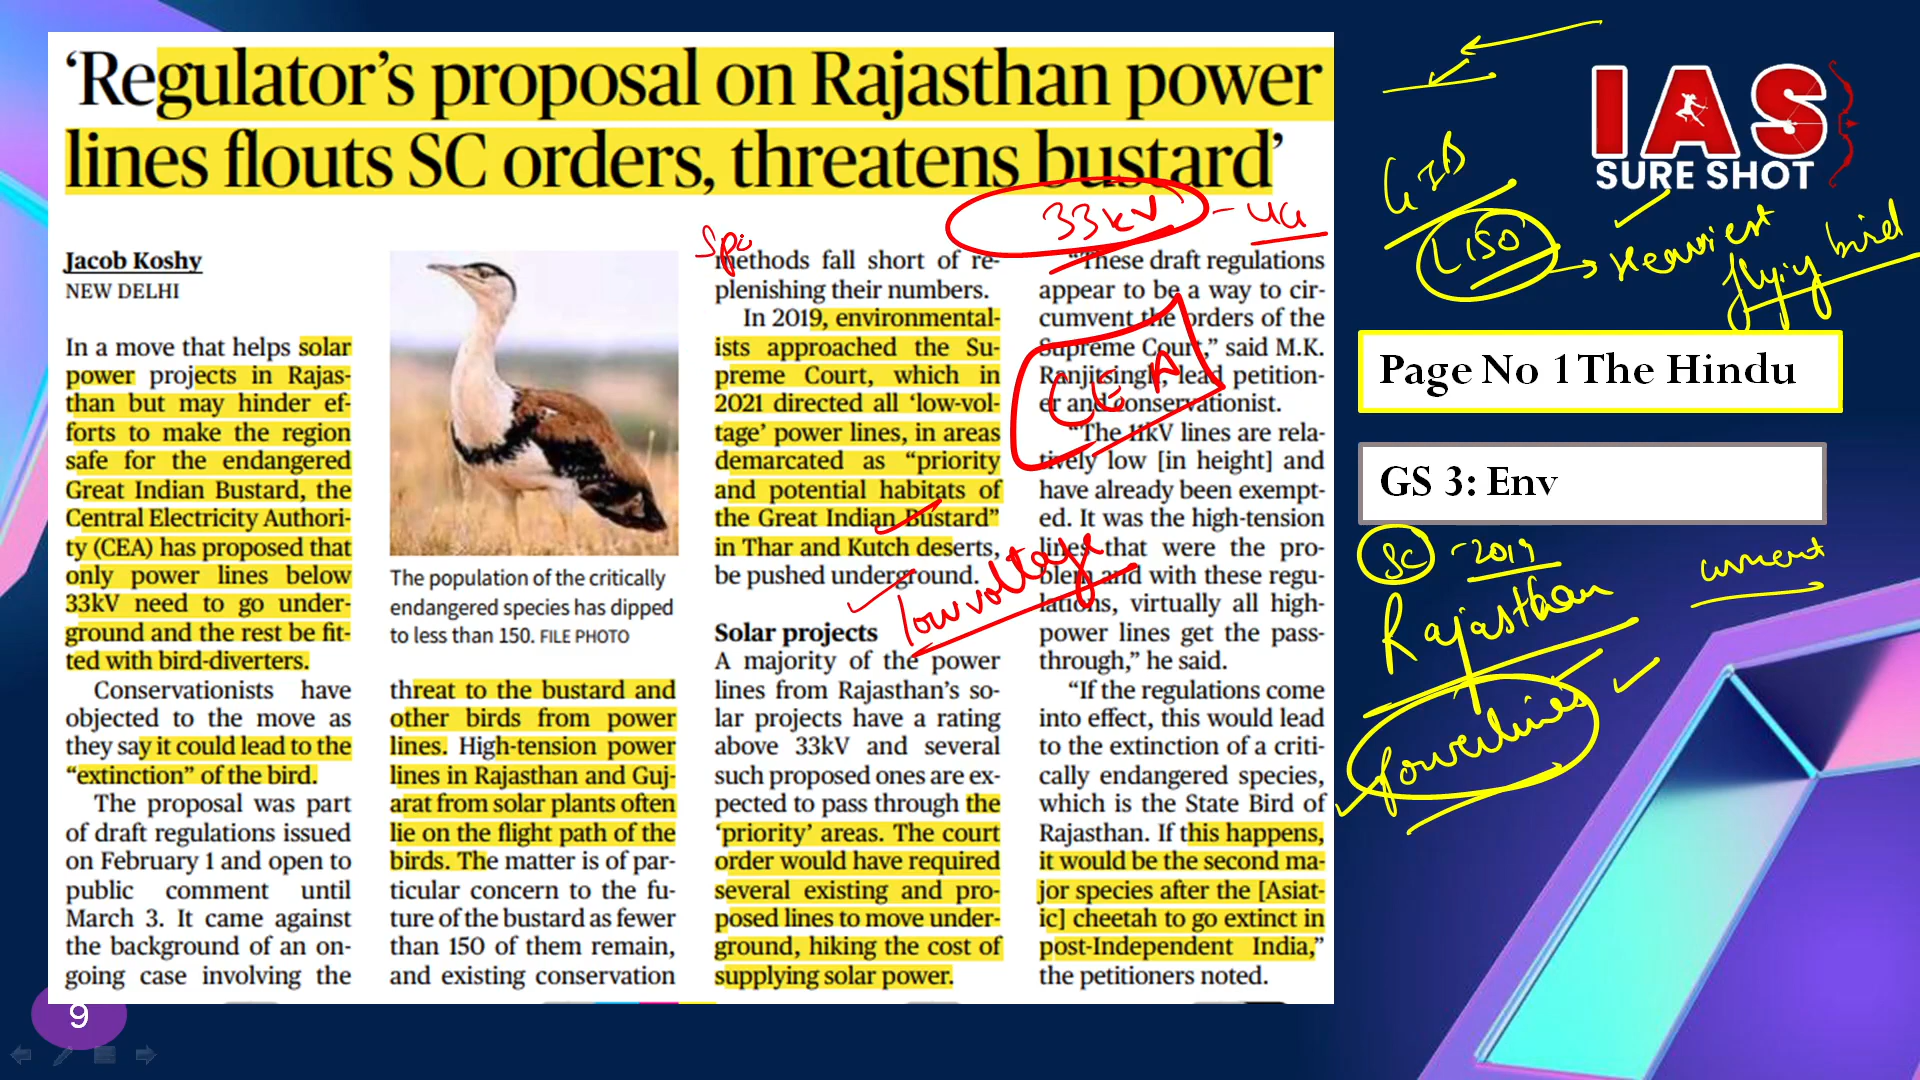 ‘Regulator’s proposal on Rajasthan power
lines flouts SC orders, threatens bustard’
Jacob Koshy
NEW DELHI
In a move that helps solar
power projects in Rajas-
than but may hinder ef-
forts to make the region
safe for the endangered
Great Indian Bustard, the
Central Electricity Authori-
ty (CEA) has proposed that
only power lines below
33kV need to go under-
ground and the rest be fit-
ted with bird-diverters.
Conservationists have
objected to the move as
they say it could lead to the
“extinction” of the bird.
The proposal was part
of draft regulations issued
on February 1 and open to
public comment until
March 3. It came against
the background of an on-
going case involving the
The population of the critically
endangered species has dipped
to less than 150. FILE PHOTO
threat to the bustard and
other birds from power
lines. High-tension power
lines in Rajasthan and Guj-
arat from solar plants often
lie on the flight path of the
birds. The matter is of par-
ticular concern to the fu-
ture of the bustard as fewer
than 150 of them remain,
and existing conservation
methods fall short of re-
plenishing their numbers.
In 2019, environmental-
ists approached the Su-
preme Court, which in
2021 directed all ‘low-vol-
tage’ power lines, in areas
demarcated as “priority
and potential habitats of
the Great Indian Bustard”
in Thar and Kutch deserts,
be pushed underground.
Solar projects
A majority of the power
lines from Rajasthan’s so-
lar projects have a rating
above 33kV and several
such proposed ones are ex-
pected to pass through the
‘priority’ areas. The court
order would have required
several existing and pro-
posed lines to move under-
ground, hiking the cost of
supplying solar power.
“These draft regulations
appear to be a way to cir-
cumvent the orders of the
Supreme Court,” said M.K.
Ranjitsingh, lead petition-
er and conservationist.
“The 11kV lines are rela-
tively low [in height] and
have already been exempt-
ed. It was the high-tension
lines that were the pro-
blem and with these regu-
lations, virtually all high-
power lines get the pass-
through,” he said.
“If the regulations come
into effect, this would lead
to the extinction of a criti-
cally endangered species,
which is the State Bird of
Rajasthan. If this happens,
it would be the second ma-
jor species after the [Asiat-
ic] cheetah to go extinct in
post-Independent India,”
the petitioners noted.
33kV - UG
CEA
low voltage
IAS
SURE SHOT
GIB
L150
Heaviest
flying bird
Page No 1 The Hindu
GS 3: Env
SC - 2019
Rajasthan
Powerlines
9